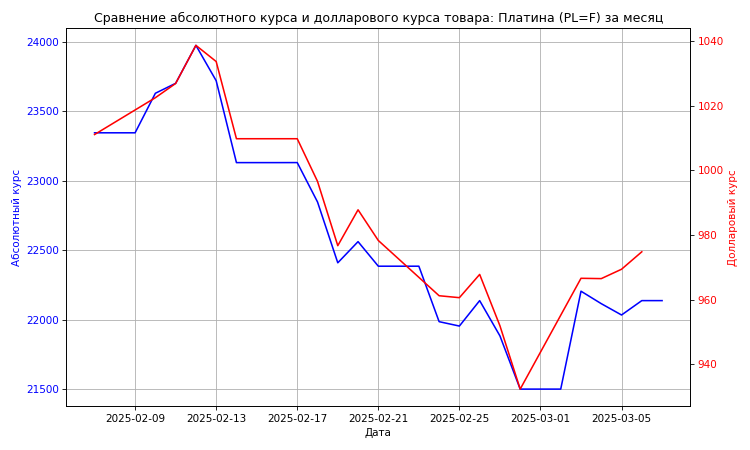 Сравнение абсолютного курса и долларового курса товара: Платина (PL=F) за месяц
Абсолютный курс
24000
23500
23000
22500
22000
21500
1040
1020
1000
980
960
940
Долларовый курс
2025-02-09 2025-02-13 2025-02-17 2025-02-21 2025-02-25 2025-03-01 2025-03-05
Дата